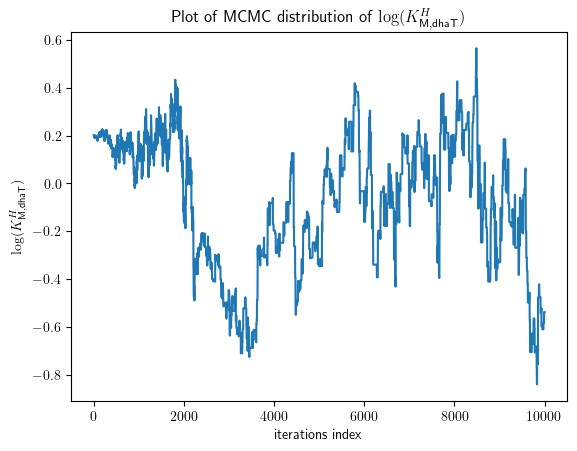 Plot of MCMC distribution of log(K^H_M,dhaT)
log(K^H_M,dhaT)
0.6
0.4
0.2
0.0
−0.2
−0.4
−0.6
−0.8
0 2000 4000 6000 8000 10000
iterations index